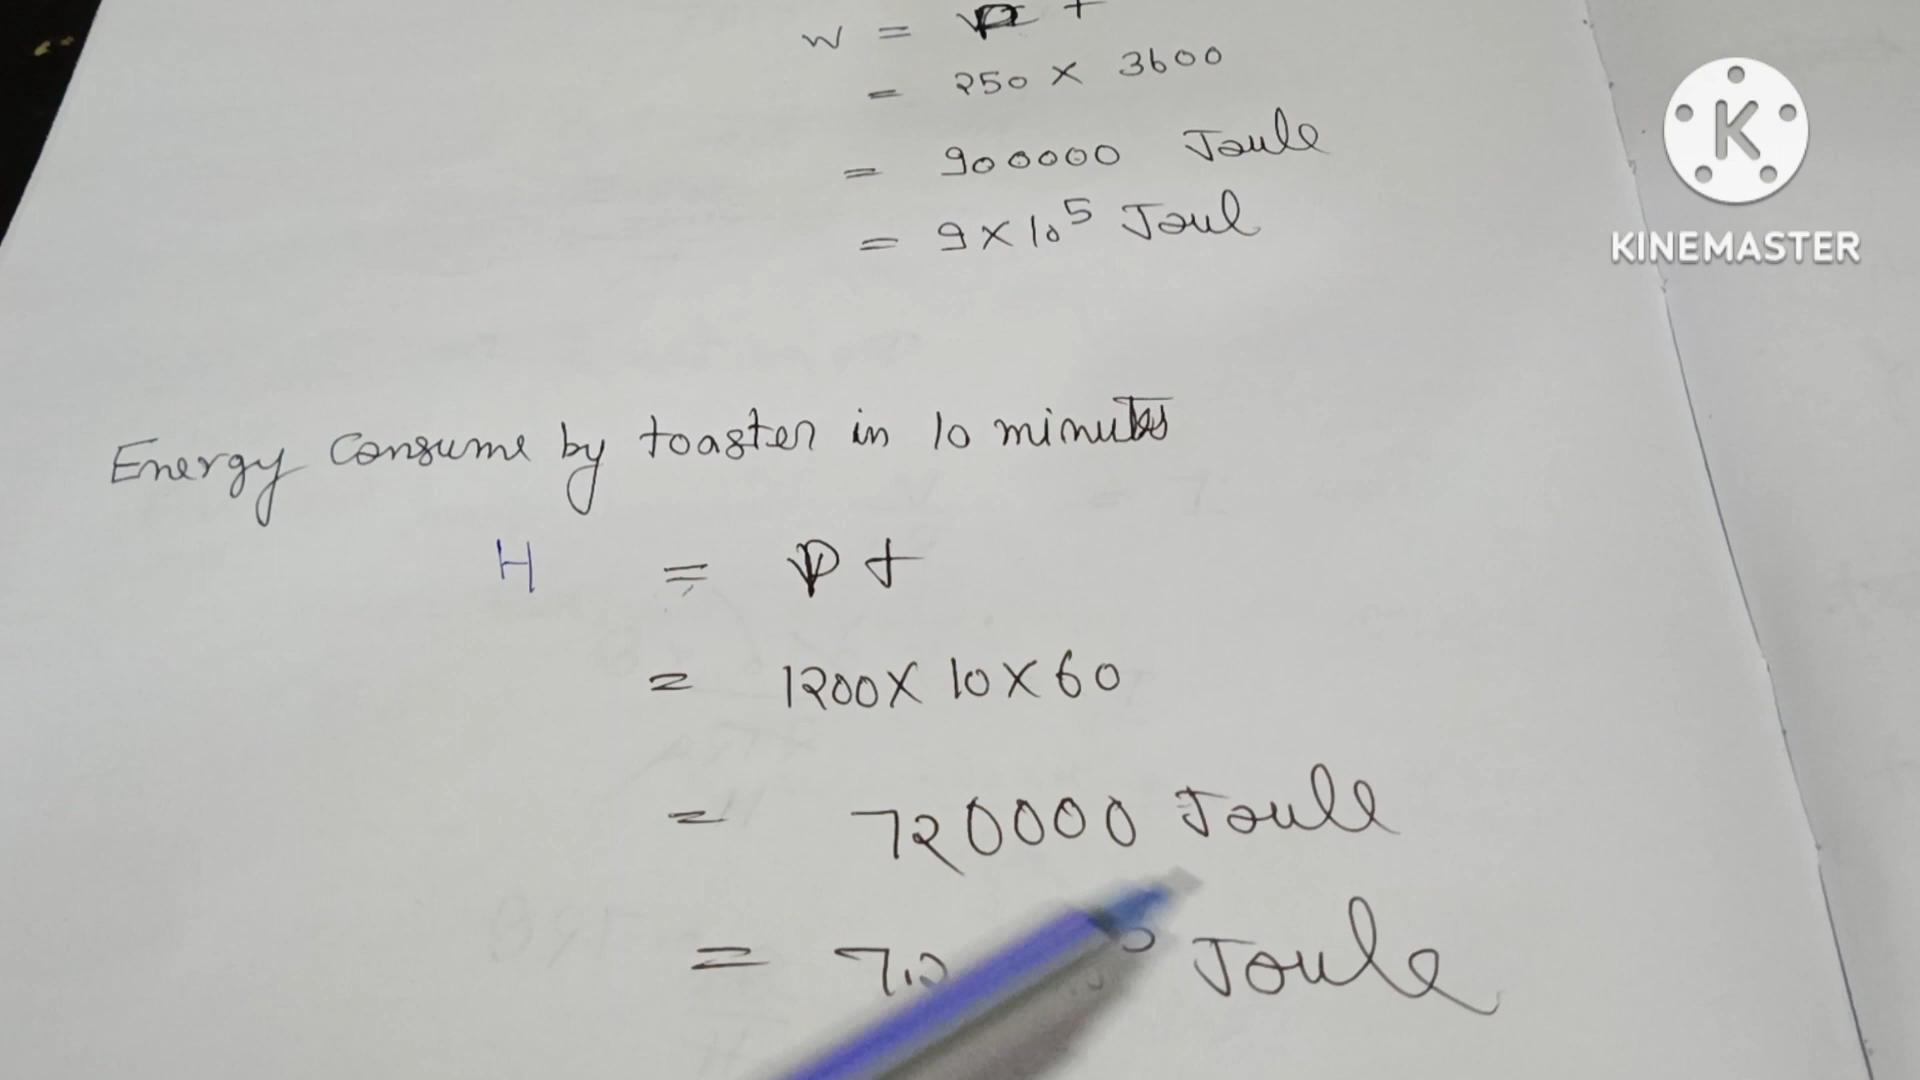 W = P t
= 250 × 3600
= 900000 Joule
= 9×10⁵ Joul
K
KINEMASTER
Energy Consume by toaster in 10 minutes
H = P t
= 1200× 10×60
= 720000 Joule
= Joule